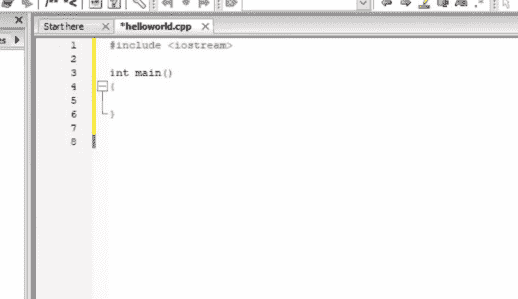 Start here
*helloworld.cpp
1 #include <iostream>
2
3 int main()
4 {
5
6 }
7
8